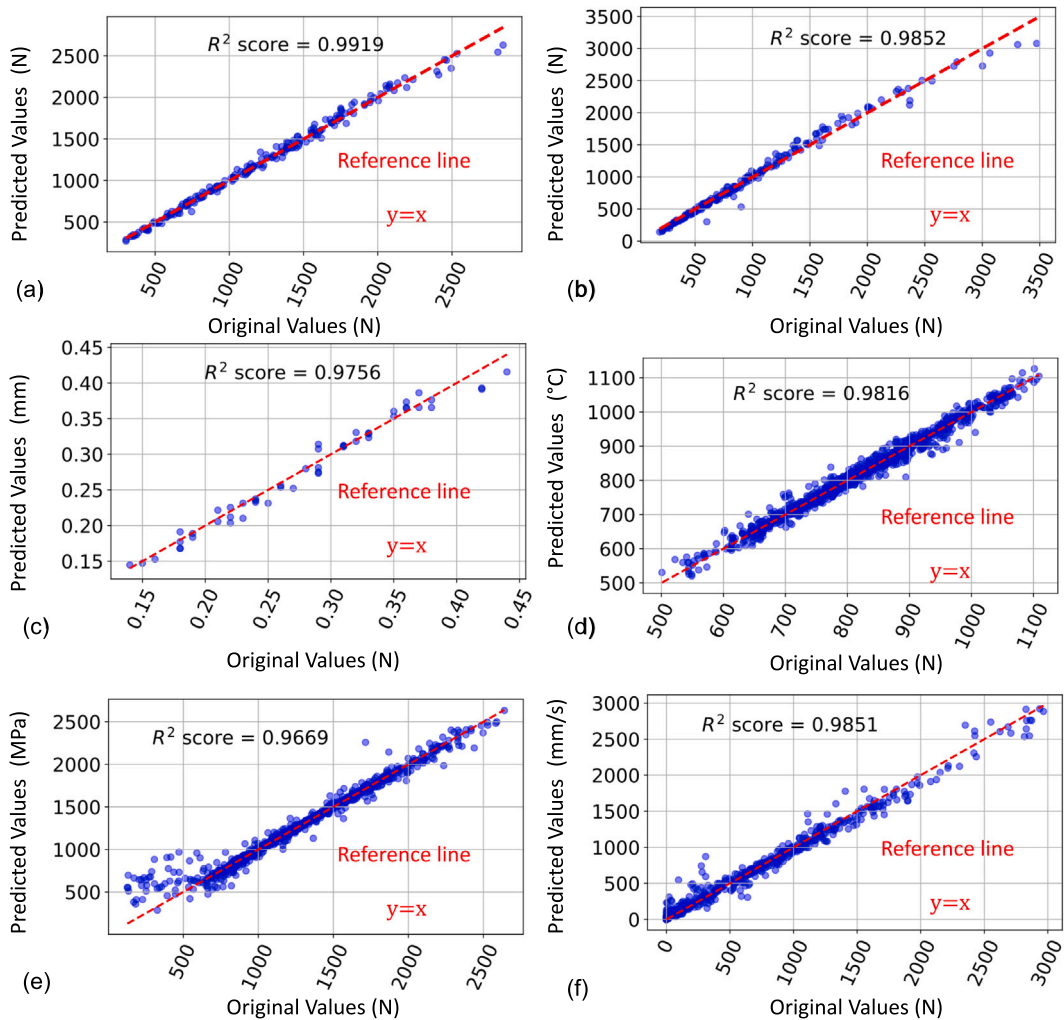 Predicted Values (N)
2500
2000
1500
1000
500
R² score = 0.9919
Reference line
y=x
500
1000
1500
2000
2500
(a)
Original Values (N)
Predicted Values (N)
3500
3000
2500
2000
1500
1000
500
0
R² score = 0.9852
Reference line
y=x
500
1000
1500
2000
2500
3000
3500
(b)
Original Values (N)
Predicted Values (mm)
0.45
0.40
0.35
0.30
0.25
0.20
0.15
R² score = 0.9756
Reference line
y=x
0.15
0.20
0.25
0.30
0.35
0.40
0.45
(c)
Original Values (N)
Predicted Values (°C)
1100
1000
900
800
700
600
500
R² score = 0.9816
Reference line
y=x
500
600
700
800
900
1000
1100
(d)
Original Values (N)
Predicted Values (MPa)
2500
2000
1500
1000
500
R² score = 0.9669
Reference line
y=x
500
1000
1500
2000
2500
(e)
Original Values (N)
Predicted Values (mm/s)
3000
2500
2000
1500
1000
500
0
R² score = 0.9851
Reference line
y=x
0
500
1000
1500
2000
2500
3000
(f)
Original Values (N)